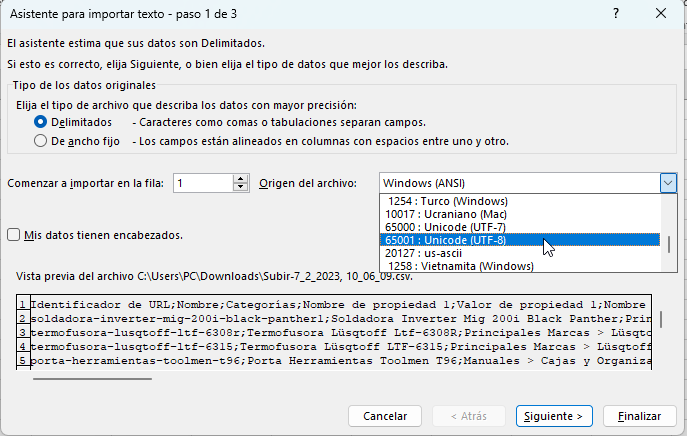 Asistente para importar texto - paso 1 de 3
El asistente estima que sus datos son Delimitados.
Si esto es correcto, elija Siguiente, o bien elija el tipo de datos que mejor los describa.
Tipo de los datos originales
Elija el tipo de archivo que describa los datos con mayor precisión:
Delimitados - Caracteres como comas o tabulaciones separan campos.
De ancho fijo - Los campos están alineados en columnas con espacios entre uno y otro.
Comenzar a importar en la fila: 1 Origen del archivo: Windows (ANSI)
1254 : Turco (Windows)
10017 : Ucraniano (Mac)
65000 : Unicode (UTF-7)
65001 : Unicode (UTF-8)
20127 : us-ascii
1258 : Vietnamita (Windows)
Mis datos tienen encabezados.
Vista previa del archivo C:\Users\PC\Downloads\Subir-7_2_2023, 10_06_09.csv.
1 Identificador de URL;Nombre;Categorías;Nombre de propiedad 1;Valor de propiedad 1;Nombre
2 soldadora-inverter-mig-200i-black-panther1;Soldadora Inverter Mig 200i Black Panther;Prin
3 termofusora-lusqtoff-ltf-6308r;Termofusora Lüsqtoff Ltf-6308R;Principales Marcas > Lüsqto
4 termofusora-lusqtoff-ltf-6315;Termofusora Lüsqtoff LTF-6315;Principales Marcas > Lüsqtoff
5 porta-herramientas-toolmen-t96;Porta Herramientas Toolmen T96;Manuales > Cajas y Organiza
Cancelar < Atrás Siguiente > Finalizar